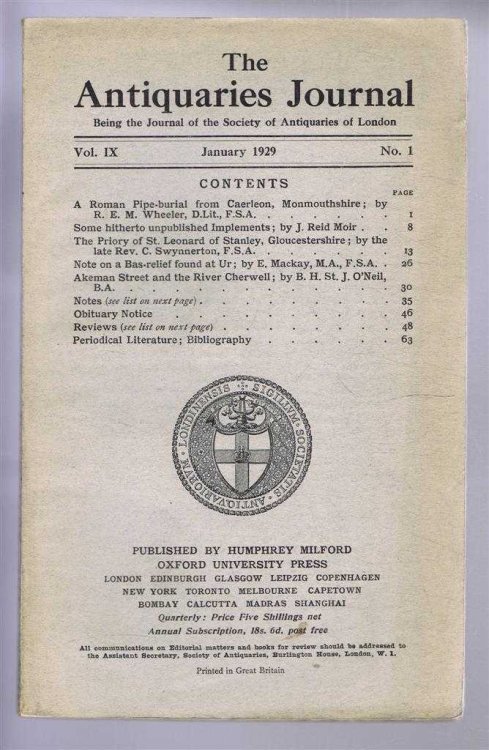 The
Antiquaries Journal
Being the Journal of the Society of Antiquaries of London
Vol. IX January 1929 No. 1
CONTENTS
PAGE
A Roman Pipe-burial from Caerleon, Monmouthshire; by
R. E. M. Wheeler, D.Lit., F.S.A. . . . . . . 1
Some hitherto unpublished Implements; by J. Reid Moir . . 8
The Priory of St. Leonard of Stanley, Gloucestershire; by the
late Rev. C. Swynnerton, F.S.A. . . . . . . 13
Note on a Bas-relief found at Ur; by E. Mackay, M.A., F.S.A. . 26
Akeman Street and the River Cherwell; by B. H. St. J. O'Neil,
B.A. . . . . . . . . . . . 30
Notes (see list on next page) . . . . . . . . 35
Obituary Notice . . . . . . . . . 46
Reviews (see list on next page) . . . . . . . 48
Periodical Literature; Bibliography . . . . . . 63
SIGILLVM · SOCIETATIS · ANTIQVARIORVM · LONDINENSIS
PUBLISHED BY HUMPHREY MILFORD
OXFORD UNIVERSITY PRESS
LONDON EDINBURGH GLASGOW LEIPZIG COPENHAGEN
NEW YORK TORONTO MELBOURNE CAPETOWN
BOMBAY CALCUTTA MADRAS SHANGHAI
Quarterly: Price Five Shillings net
Annual Subscription, 18s. 6d. post free
All communications on Editorial matters and books for review should be addressed to
the Assistant Secretary, Society of Antiquaries, Burlington House, London, W. 1.
Printed in Great Britain